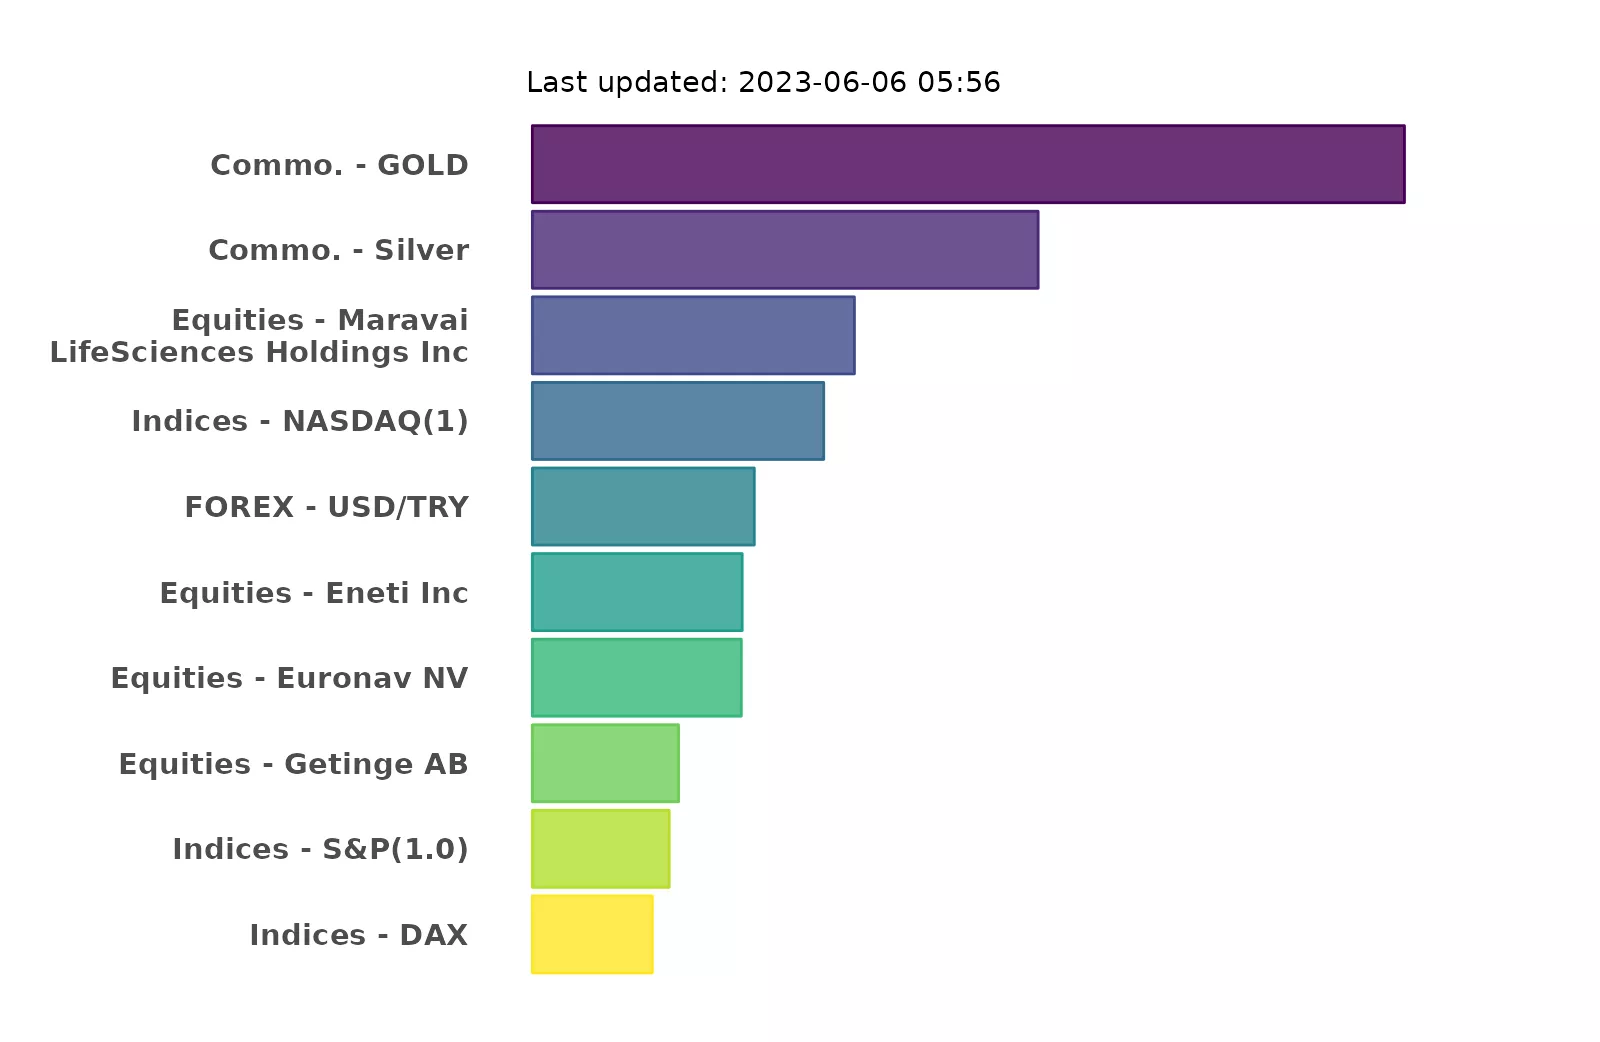 Last updated: 2023-06-06 05:56
Commo. - GOLD
Commo. - Silver
Equities - Maravai
LifeSciences Holdings Inc
Indices - NASDAQ(1)
FOREX - USD/TRY
Equities - Eneti Inc
Equities - Euronav NV
Equities - Getinge AB
Indices - S&P(1.0)
Indices - DAX